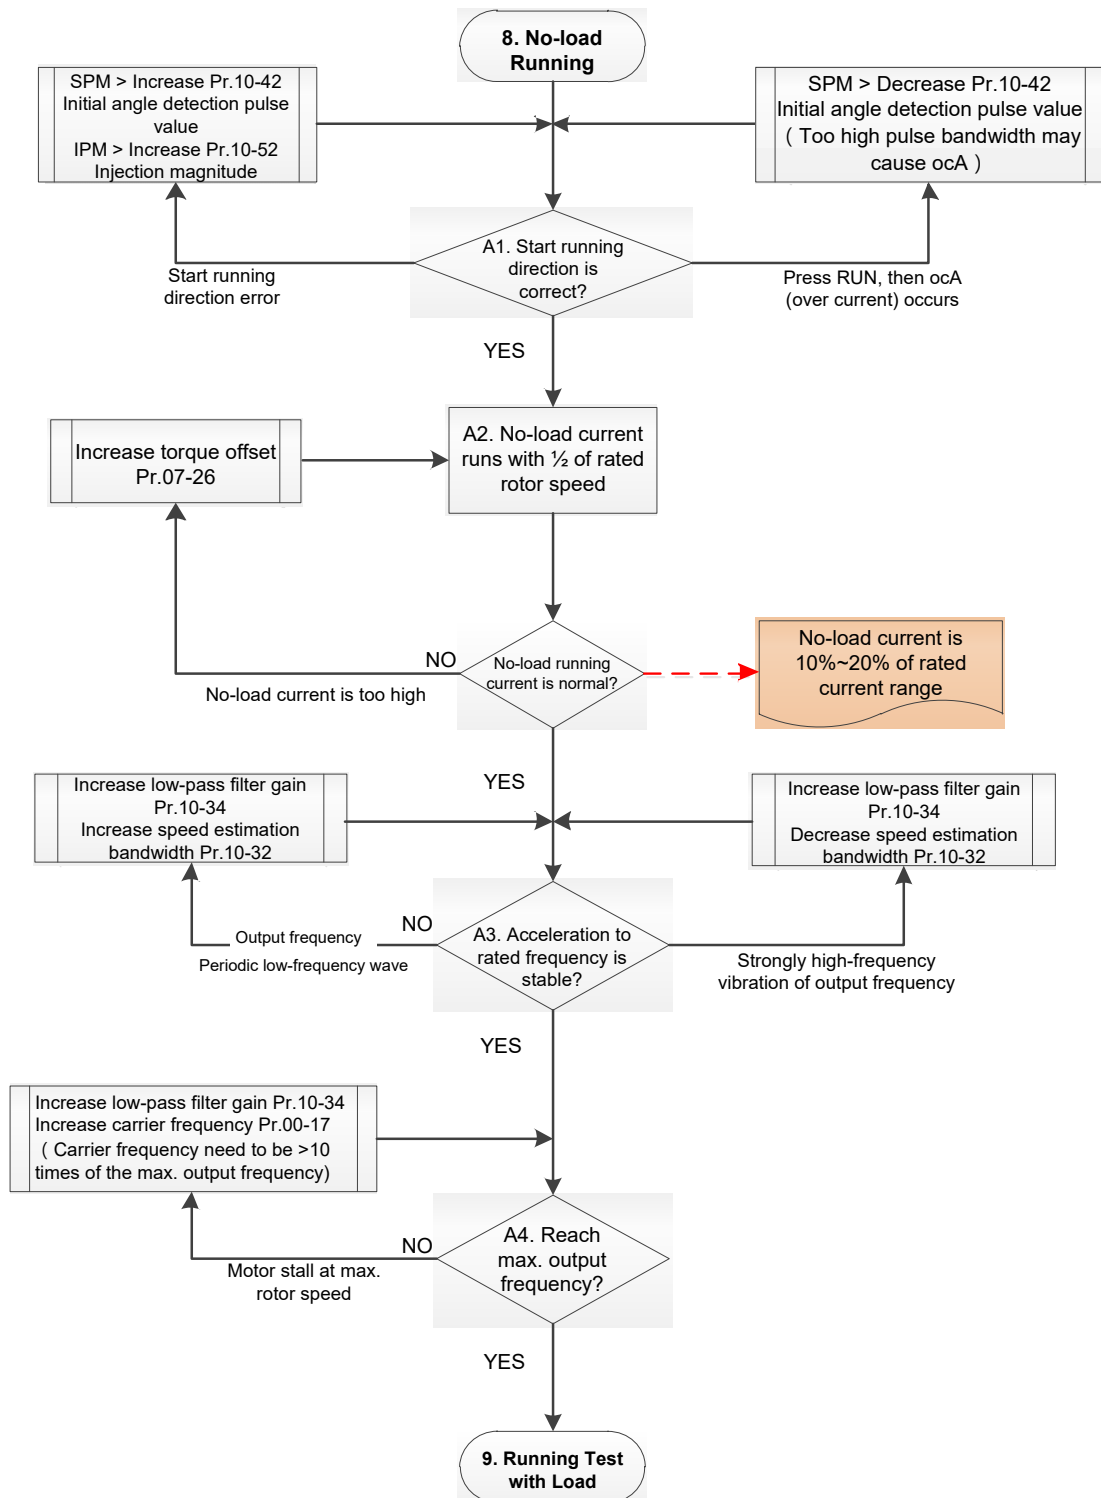 8. No-load
Running
SPM > Increase Pr.10-42
Initial angle detection pulse
value
IPM > Increase Pr.10-52
Injection magnitude
SPM > Decrease Pr.10-42
Initial angle detection pulse value
( Too high pulse bandwidth may
cause ocA )
A1. Start running
direction is
correct?
Start running
direction error
Press RUN, then ocA
(over current) occurs
YES
Increase torque offset
Pr.07-26
A2. No-load current
runs with ½ of rated
rotor speed
NO
No-load current is too high
No-load running
current is normal?
No-load current is
10%~20% of rated
current range
YES
Increase low-pass filter gain
Pr.10-34
Increase speed estimation
bandwidth Pr.10-32
Increase low-pass filter gain
Pr.10-34
Decrease speed estimation
bandwidth Pr.10-32
NO
Output frequency
Periodic low-frequency wave
A3. Acceleration to
rated frequency is
stable?
Strongly high-frequency
vibration of output frequency
YES
Increase low-pass filter gain Pr.10-34
Increase carrier frequency Pr.00-17
( Carrier frequency need to be >10
times of the max. output frequency)
NO
Motor stall at max.
rotor speed
A4. Reach
max. output
frequency?
YES
9. Running Test
with Load